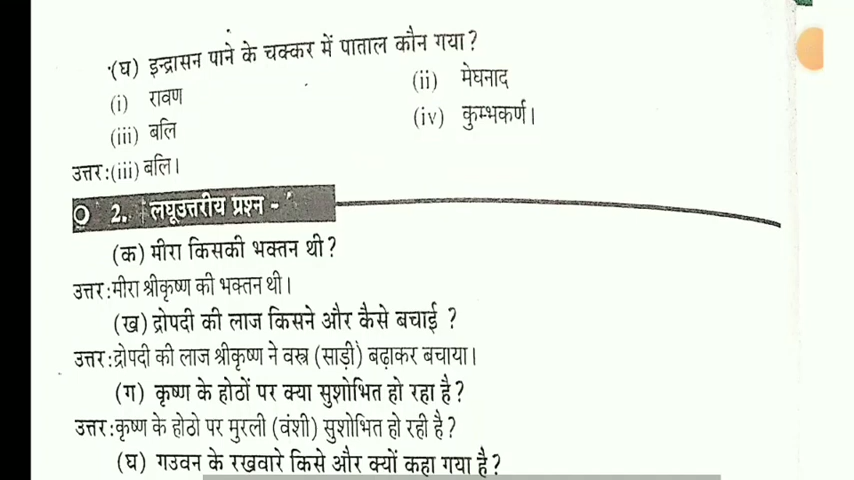 (घ) इन्द्रासन पाने के चक्कर में पाताल कौन गया?
(i) रावण
(ii) मेघनाद
(iii) बलि
(iv) कुम्भकर्ण।
उत्तर:(iii) बलि।
2. लघूउत्तरीय प्रश्न -
(क) मीरा किसकी भक्तन थी?
उत्तर:मीरा श्रीकृष्ण की भक्तन थी।
(ख) द्रोपदी की लाज किसने और कैसे बचाई ?
उत्तर:द्रोपदी की लाज श्रीकृष्ण ने वस्त्र (साड़ी) बढ़ाकर बचाया।
(ग) कृष्ण के होठों पर क्या सुशोभित हो रहा है?
उत्तर:कृष्ण के होठो पर मुरली (वंशी) सुशोभित हो रही है?
(घ) गउवन के रखवारे किसे और क्यों कहा गया है?